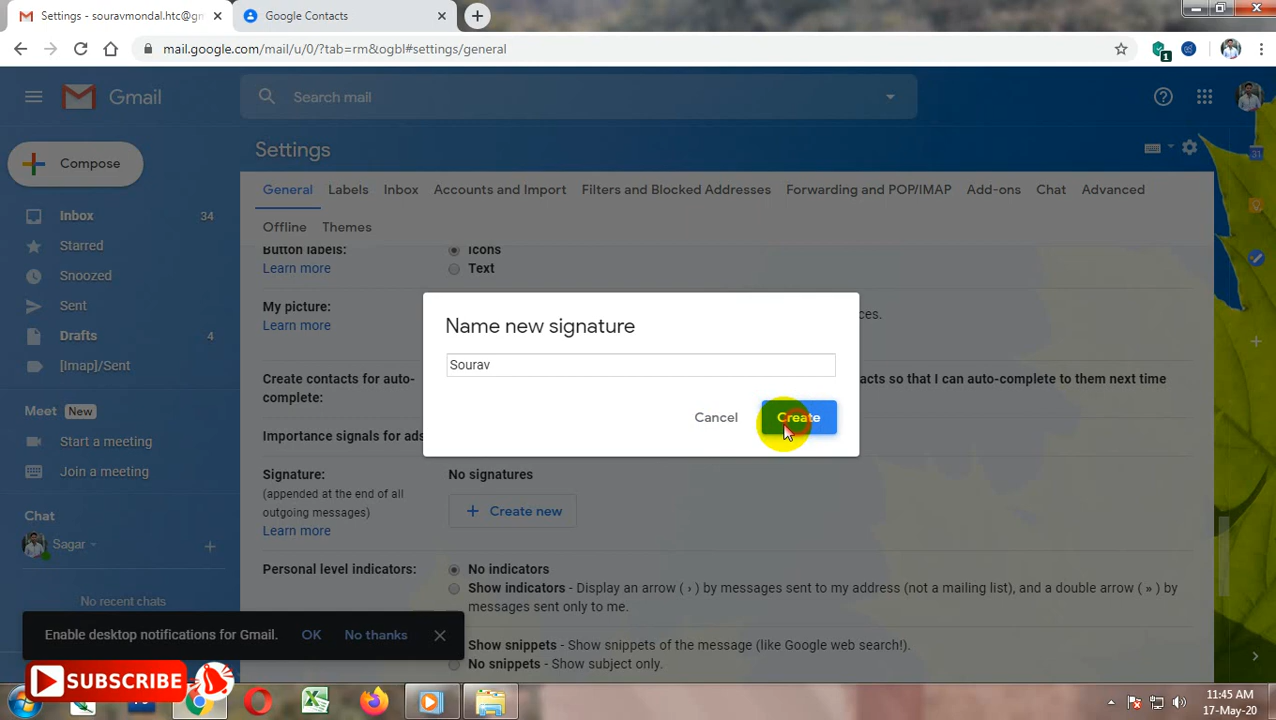 Settings - souravmondal.htc@gm
Google Contacts
mail.google.com/mail/u/0/?tab=rm&ogbl#settings/general
1
Gmail
Search mail
Compose
Settings
31
General
Labels
Inbox
Accounts and Import
Filters and Blocked Addresses
Forwarding and POP/IMAP
Add-ons
Chat
Advanced
Offline
Themes
Inbox 34
Starred
Snoozed
Sent
Drafts 4
[Imap]/Sent
Meet New
Start a meeting
Join a meeting
Chat
Sagar
No recent chats
Button labels:
Learn more
Icons
Text
My picture:
Learn more
ces.
Create contacts for auto-
complete:
acts so that I can auto-complete to them next time
Importance signals for ads
Name new signature
Sourav
Cancel
Create
Signature:
(appended at the end of all
outgoing messages)
Learn more
No signatures
+ Create new
Personal level indicators:
No indicators
Show indicators - Display an arrow ( › ) by messages sent to my address (not a mailing list), and a double arrow ( » ) by
messages sent only to me.
Show snippets - Show snippets of the message (like Google web search!).
No snippets - Show subject only.
Enable desktop notifications for Gmail.
OK
No thanks
SUBSCRIBE
11:45 AM
17-May-20